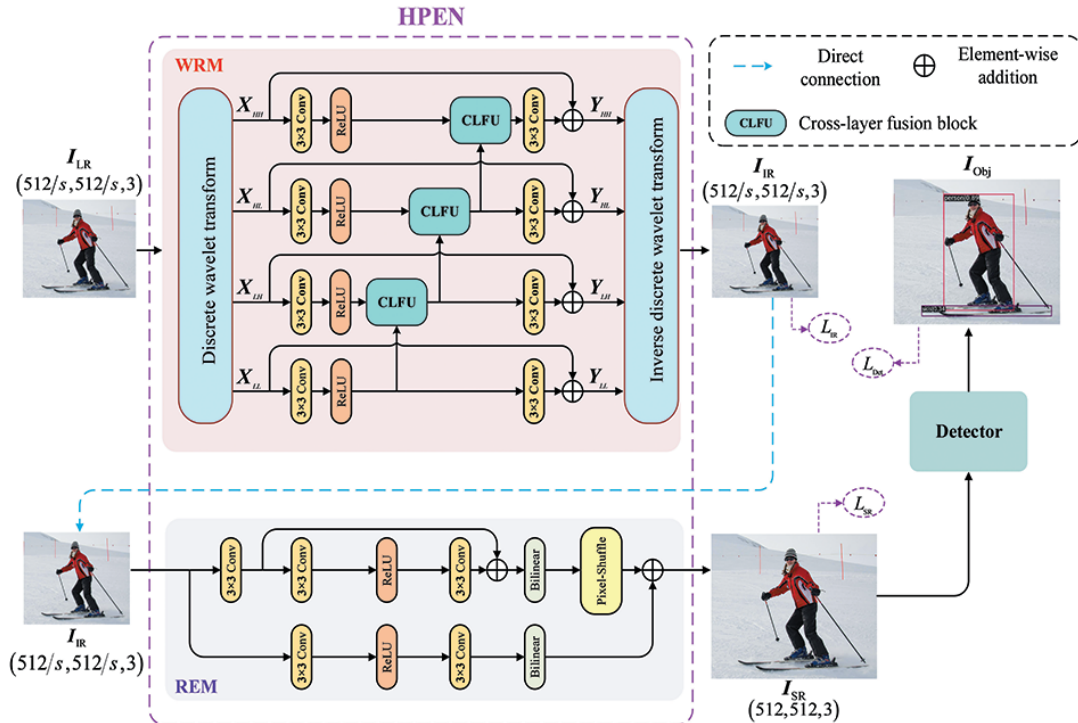 HPEN
WRM
Discrete wavelet transform
X_HH
3×3 Conv
ReLU
CLFU
3×3 Conv
Y_HH
X_HL
3×3 Conv
ReLU
CLFU
3×3 Conv
Y_HL
X_LH
3×3 Conv
ReLU
CLFU
3×3 Conv
Y_LH
X_LL
3×3 Conv
ReLU
3×3 Conv
Y_LL
Inverse discrete wavelet transform
Direct
connection
Element-wise
addition
CLFU
Cross-layer fusion block
I_LR
(512/s,512/s,3)
I_IR
(512/s,512/s,3)
I_Obj
L_IR
L_Det
Detector
L_SR
3×3 Conv
3×3 Conv
ReLU
3×3 Conv
Bilinear
Pixel-Shuffle
3×3 Conv
ReLU
3×3 Conv
Bilinear
REM
I_IR
(512/s,512/s,3)
I_SR
(512,512,3)